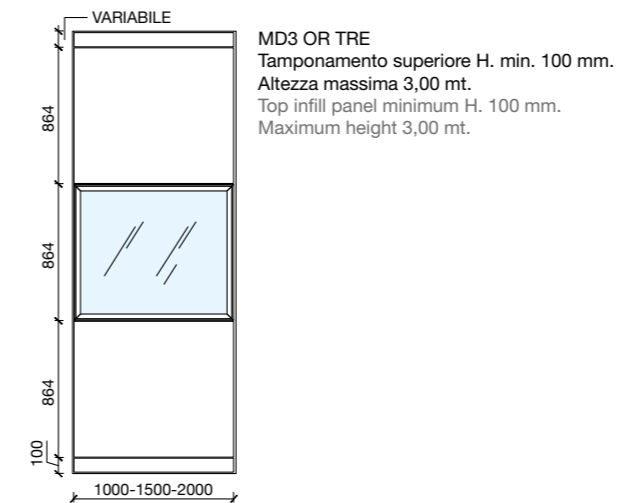 VARIABILE
MD3 OR TRE
Tamponamento superiore H. min. 100 mm.
Altezza massima 3,00 mt.
Top infill panel minimum H. 100 mm.
Maximum height 3,00 mt.
864
864
864
100
1000-1500-2000